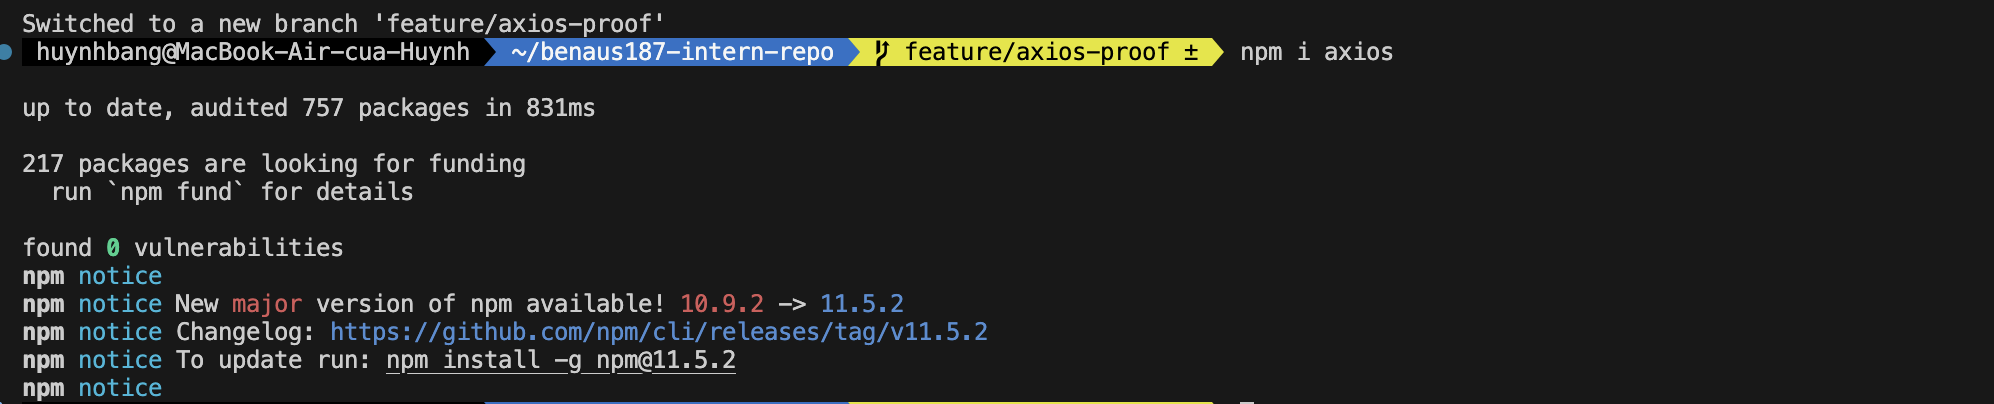 Switched to a new branch 'feature/axios-proof'
huynhbang@MacBook-Air-cua-Huynh ~/benaus187-intern-repo feature/axios-proof ± npm i axios
up to date, audited 757 packages in 831ms
217 packages are looking for funding
run `npm fund` for details
found 0 vulnerabilities
npm notice
npm notice New major version of npm available! 10.9.2 -> 11.5.2
npm notice Changelog: https://github.com/npm/cli/releases/tag/v11.5.2
npm notice To update run: npm install -g npm@11.5.2
npm notice